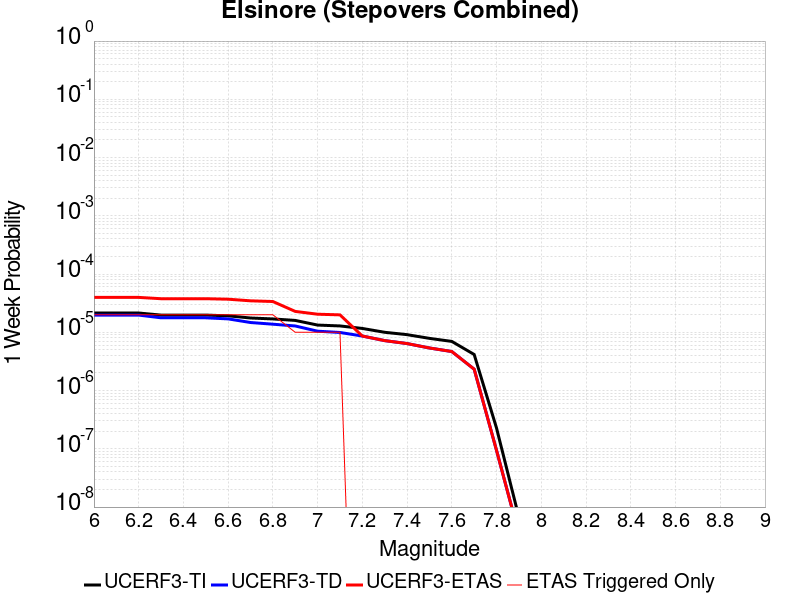 Elsinore (Stepovers Combined)
10^0
10^-1
10^-2
10^-3
10^-4
10^-5
10^-6
10^-7
10^-8
1 Week Probability
6 6.2 6.4 6.6 6.8 7 7.2 7.4 7.6 7.8 8 8.2 8.4 8.6 8.8 9
Magnitude
UCERF3-TI UCERF3-TD UCERF3-ETAS ETAS Triggered Only